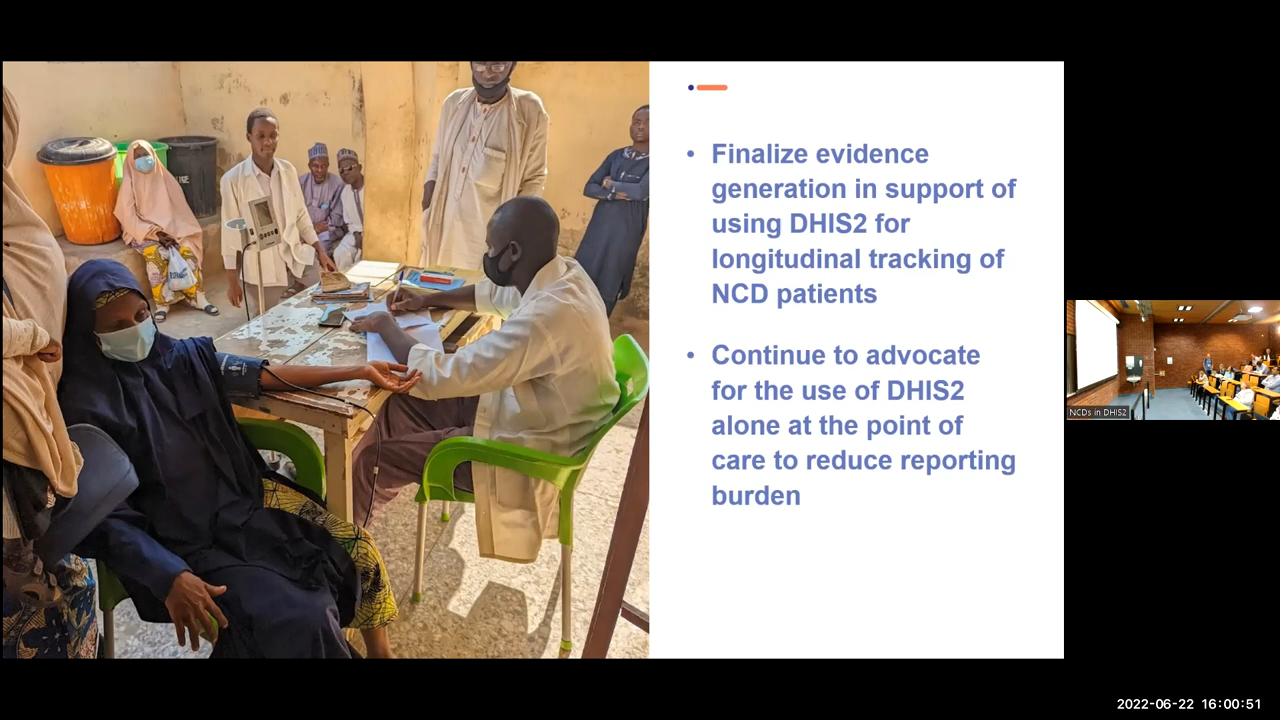 • Finalize evidence
generation in support of
using DHIS2 for
longitudinal tracking of
NCD patients
• Continue to advocate
for the use of DHIS2
alone at the point of
care to reduce reporting
burden
NCDs in DHIS2
2022-06-22 16:00:51